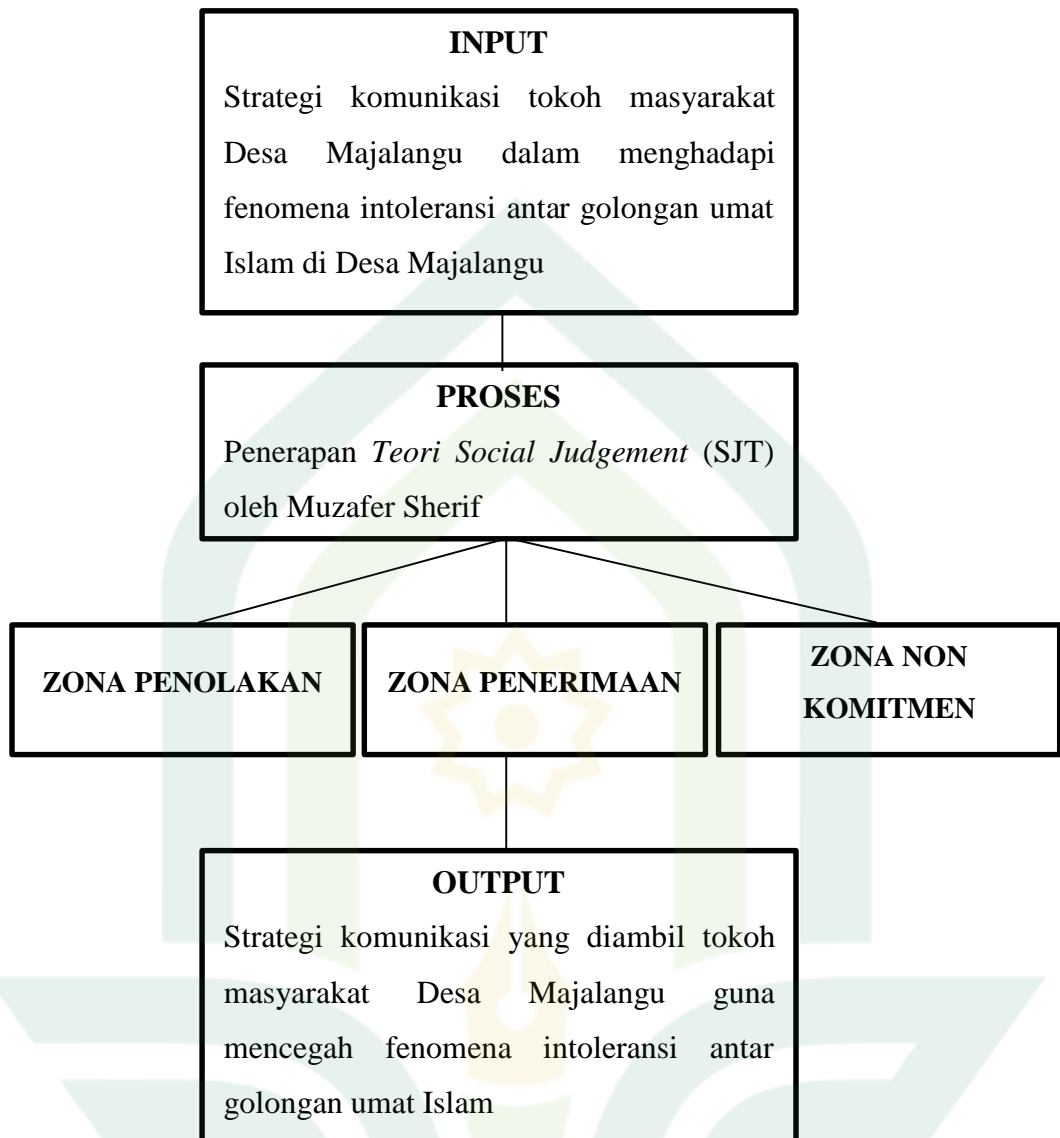 INPUT
Strategi komunikasi tokoh masyarakat
Desa Majalangu dalam menghadapi
fenomena intoleransi antar golongan umat
Islam di Desa Majalangu
PROSES
Penerapan Teori Social Judgement (SJT)
oleh Muzafer Sherif
ZONA PENOLAKAN
ZONA PENERIMAAN
ZONA NON
KOMITMEN
OUTPUT
Strategi komunikasi yang diambil tokoh
masyarakat Desa Majalangu guna
mencegah fenomena intoleransi antar
golongan umat Islam